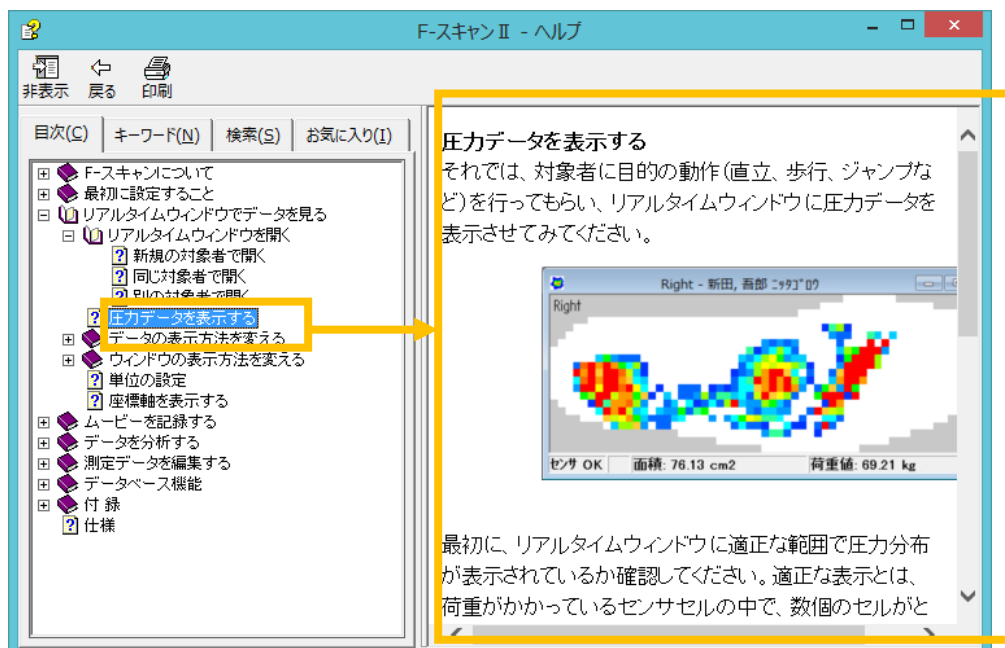 F-スキャンⅡ - ヘルプ
非表示 戻る 印刷
目次(C) キーワード(N) 検索(S) お気に入り(I)
F-スキャンについて
最初に設定すること
リアルタイムウィンドウでデータを見る
リアルタイムウィンドウを開く
新規の対象者で開く
同じ対象者で開く
別の対象者で開く
圧力データを表示する
データの表示方法を変える
ウィンドウの表示方法を変える
単位の設定
座標軸を表示する
ムービーを記録する
データを分析する
測定データを編集する
データベース機能
付 録
仕様
圧力データを表示する
それでは、対象者に目的の動作(直立、歩行、ジャンプな
ど)を行ってもらい、リアルタイムウィンドウに圧力データを
表示させてみてください。
Right - 新田, 吾郎 ﾆｯﾀｺﾞﾛｳ
Right
センサ OK 面積: 76.13 cm2 荷重値: 69.21 kg
最初に、リアルタイムウィンドウに適正な範囲で圧力分布
が表示されているか確認してください。適正な表示とは、
荷重がかかっているセンサセルの中で、数個のセルがと